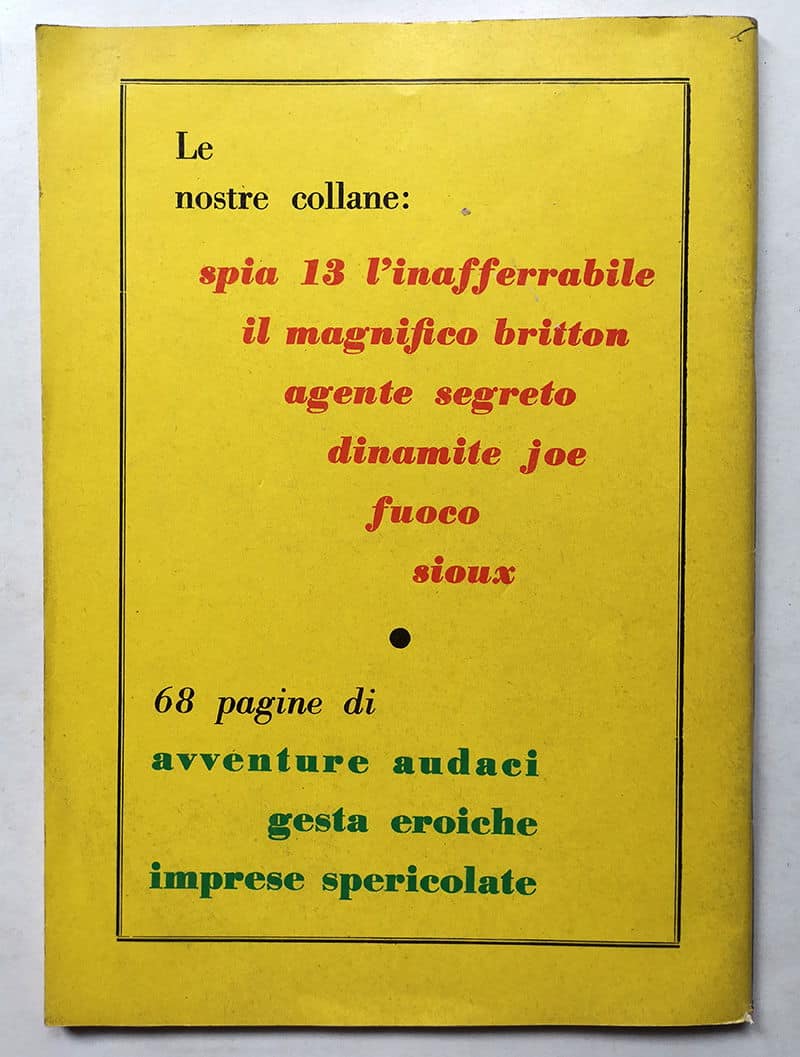 Le
nostre collane:
spia 13 l'inafferrabile
il magnifico britton
agente segreto
dinamite joe
fuoco
sioux
68 pagine di
avventure audaci
gesta eroiche
imprese spericolate